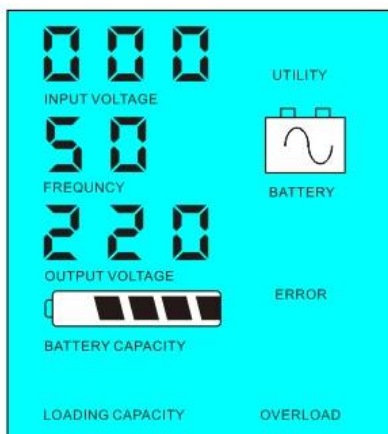 000
UTILITY
INPUT VOLTAGE
50
FREQUNCY
BATTERY
220
OUTPUT VOLTAGE
ERROR
BATTERY CAPACITY
LOADING CAPACITY
OVERLOAD